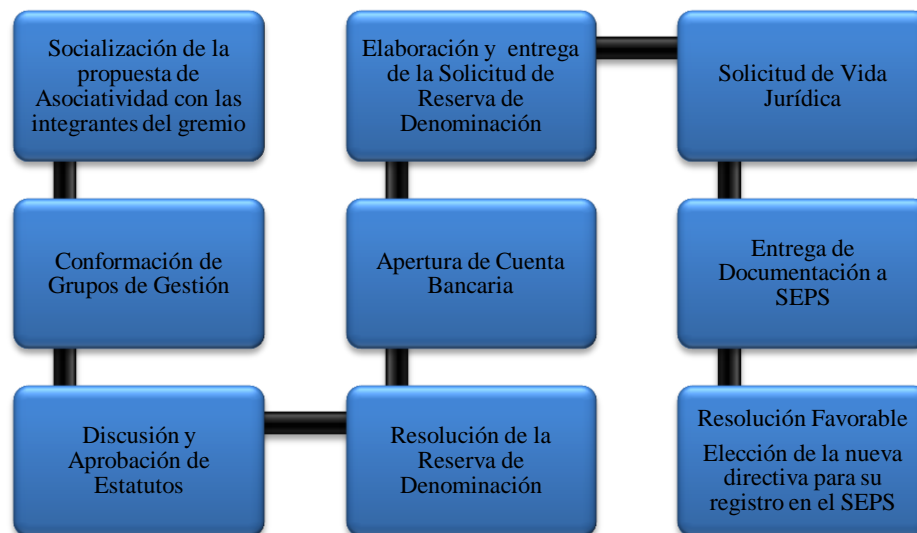 Socialización de la
propuesta de
Asociatividad con las
integrantes del gremio
Conformación de
Grupos de Gestión
Discusión y
Aprobación de
Estatutos
Resolución de la
Reserva de
Denominación
Apertura de Cuenta
Bancaria
Elaboración y entrega
de la Solicitud de
Reserva de
Denominación
Solicitud de Vida
Jurídica
Entrega de
Documentación a
SEPS
Resolución Favorable
Elección de la nueva
directiva para su
registro en el SEPS